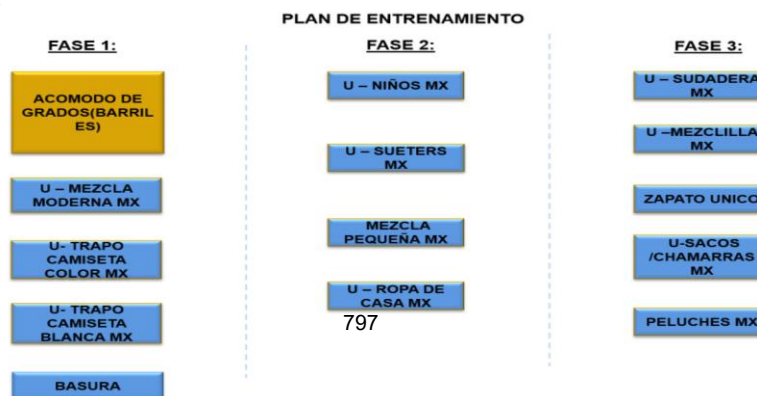 PLAN DE ENTRENAMIENTO
FASE 1:
ACOMODO DE
GRADOS(BARRIL
ES)
U – MEZCLA
MODERNA MX
U- TRAPO
CAMISETA
COLOR MX
U- TRAPO
CAMISETA
BLANCA MX
BASURA
FASE 2:
U – NIÑOS MX
U – SUETERS
MX
MEZCLA
PEQUEÑA MX
U – ROPA DE
CASA MX
797
FASE 3:
U – SUDADERA
MX
U –MEZCLILLA
MX
ZAPATO UNICO
U-SACOS
/CHAMARRAS
MX
PELUCHES MX